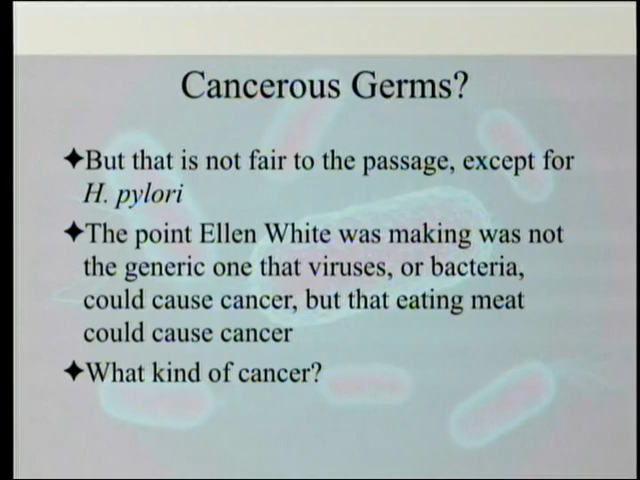 Cancerous Germs?
✦But that is not fair to the passage, except for
H. pylori
✦The point Ellen White was making was not
the generic one that viruses, or bacteria,
could cause cancer, but that eating meat
could cause cancer
✦What kind of cancer?